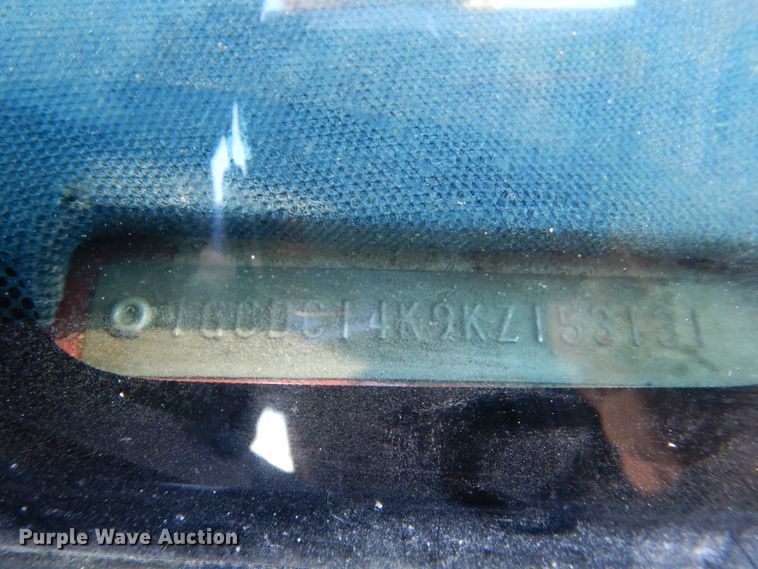 1GCDC14K9KZ153131
Purple Wave Auction